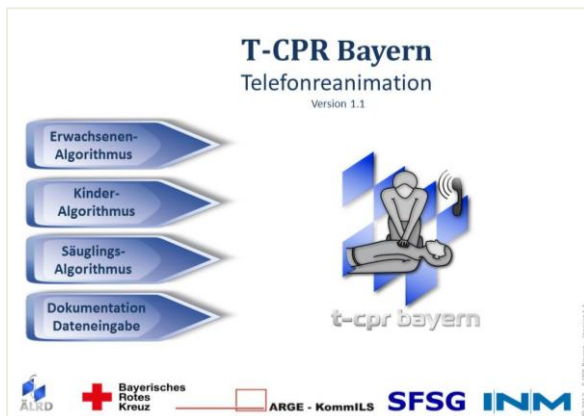 T-CPR Bayern
Telefonreanimation
Version 1.1
Erwachsenen-
Algorithmus
Kinder-
Algorithmus
Säuglings-
Algorithmus
Dokumentation
Dateneingabe
t-cpr bayern
ÄLRD
Bayerisches
Rotes
Kreuz
ARGE - KommILS
SFSG
INM